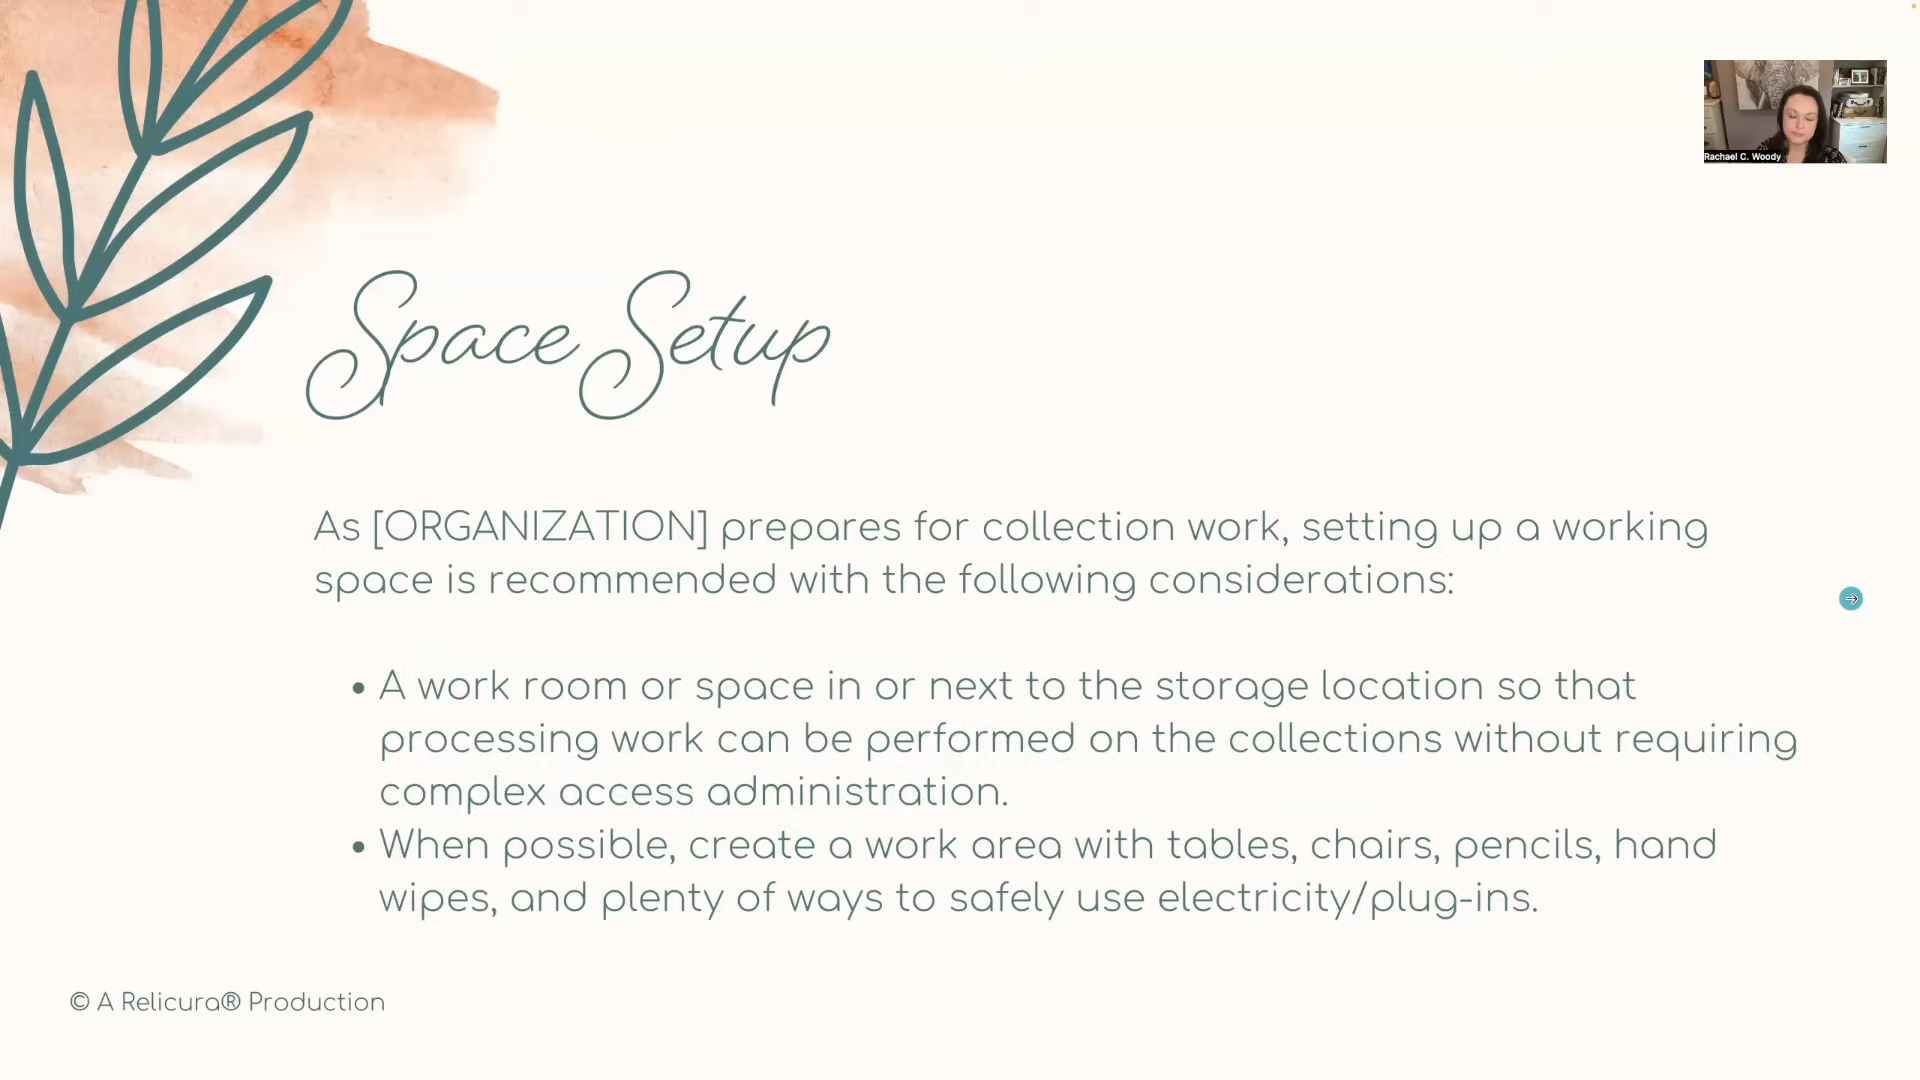 Rachael C. Woody
Space Setup
As [ORGANIZATION] prepares for collection work, setting up a working
space is recommended with the following considerations:
• A work room or space in or next to the storage location so that
processing work can be performed on the collections without requiring
complex access administration.
• When possible, create a work area with tables, chairs, pencils, hand
wipes, and plenty of ways to safely use electricity/plug-ins.
© A Relicura® Production